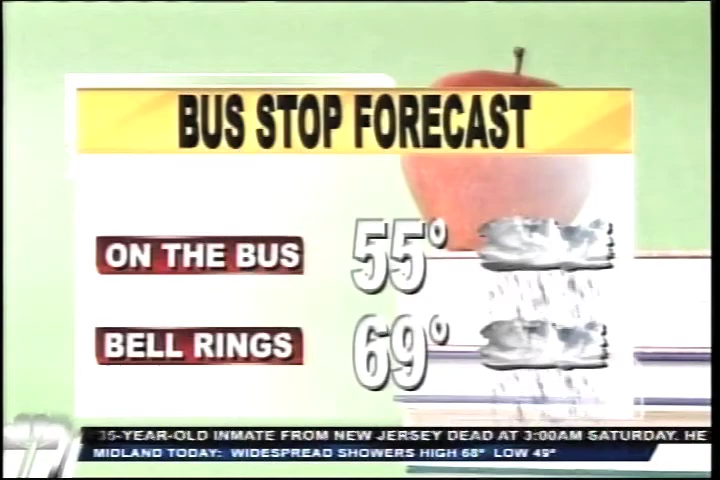 BUS STOP FORECAST
ON THE BUS 55°
BELL RINGS 69°
35-YEAR-OLD INMATE FROM NEW JERSEY DEAD AT 3:00AM SATURDAY. HE
MIDLAND TODAY: WIDESPREAD SHOWERS HIGH 68° LOW 49°